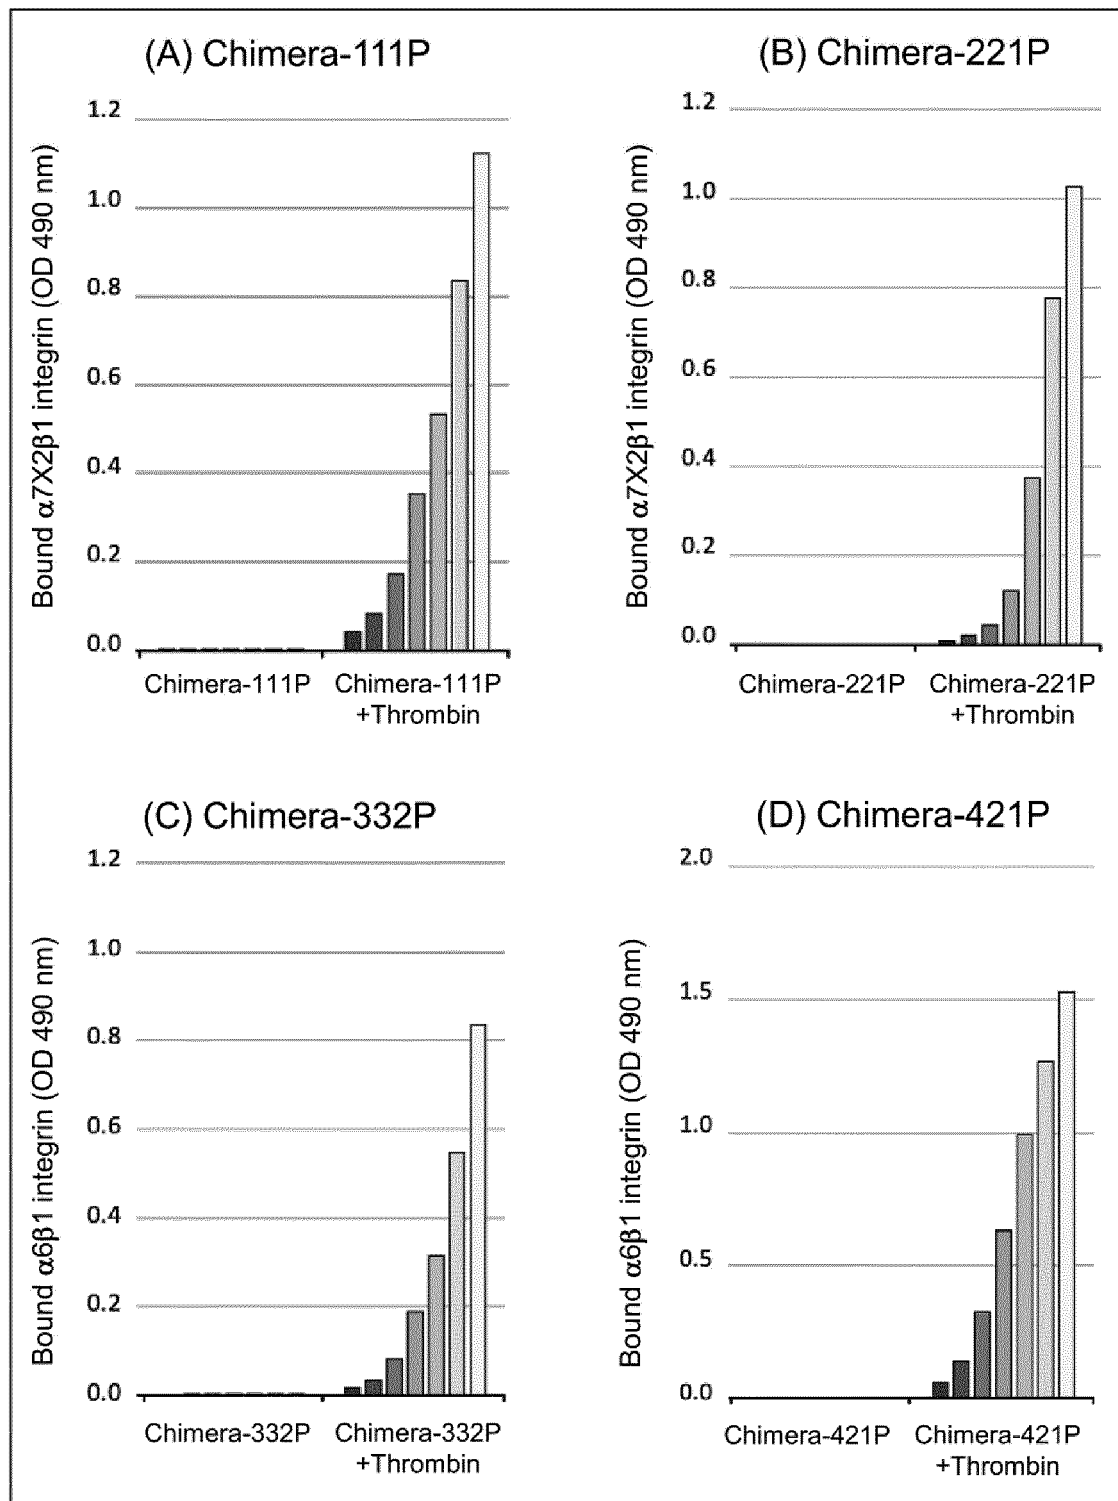 (A) Chimera-111P
Bound α7X2β1 integrin (OD 490 nm)
1.2
1.0
0.8
0.6
0.4
0.2
0.0
Chimera-111P
Chimera-111P
+Thrombin
(B) Chimera-221P
Bound α7X2β1 integrin (OD 490 nm)
1.2
1.0
0.8
0.6
0.4
0.2
0.0
Chimera-221P
Chimera-221P
+Thrombin
(C) Chimera-332P
Bound α6β1 integrin (OD 490 nm)
1.2
1.0
0.8
0.6
0.4
0.2
0.0
Chimera-332P
Chimera-332P
+Thrombin
(D) Chimera-421P
Bound α6β1 integrin (OD 490 nm)
2.0
1.5
1.0
0.5
0.0
Chimera-421P
Chimera-421P
+Thrombin